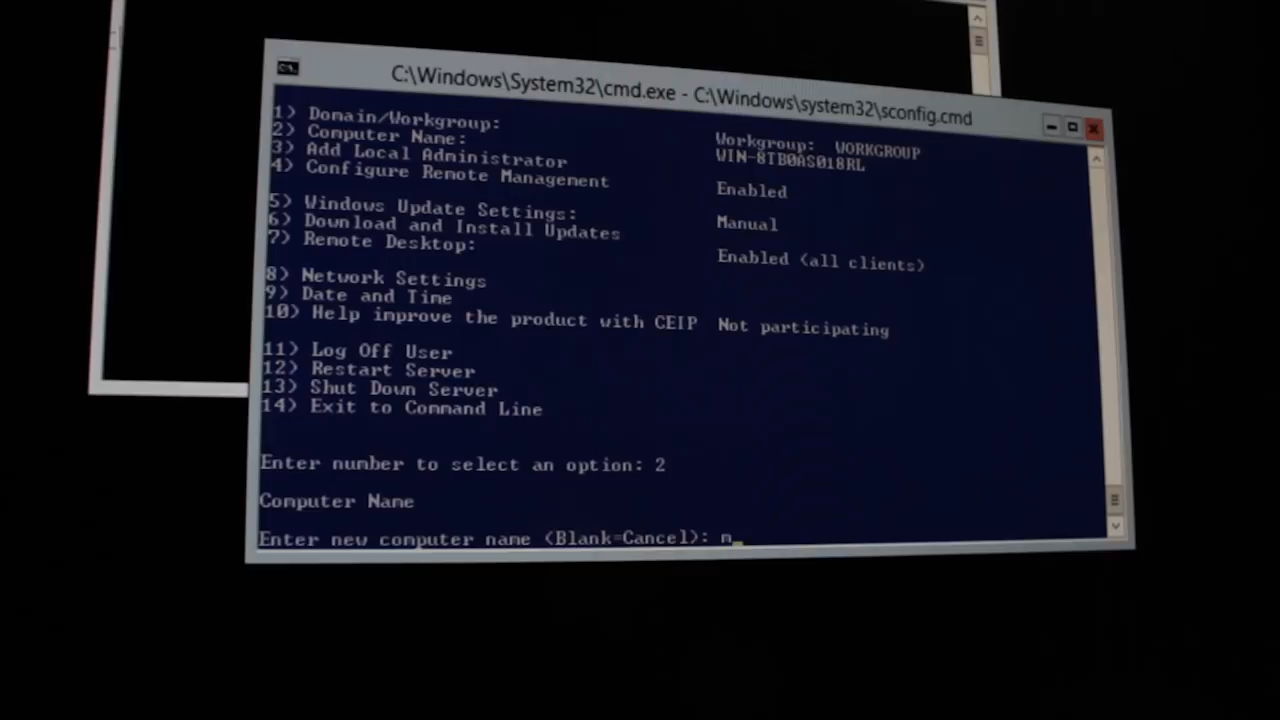 C:\Windows\System32\cmd.exe - C:\Windows\system32\sconfig.cmd
1) Domain/Workgroup: Workgroup: WORKGROUP
2) Computer Name: WIN-8TB0AS018RL
3) Add Local Administrator
4) Configure Remote Management Enabled
5) Windows Update Settings: Manual
6) Download and Install Updates
7) Remote Desktop: Enabled (all clients)
8) Network Settings
9) Date and Time
10) Help improve the product with CEIP Not participating
11) Log Off User
12) Restart Server
13) Shut Down Server
14) Exit to Command Line
Enter number to select an option: 2
Computer Name
Enter new computer name (Blank=Cancel): m_